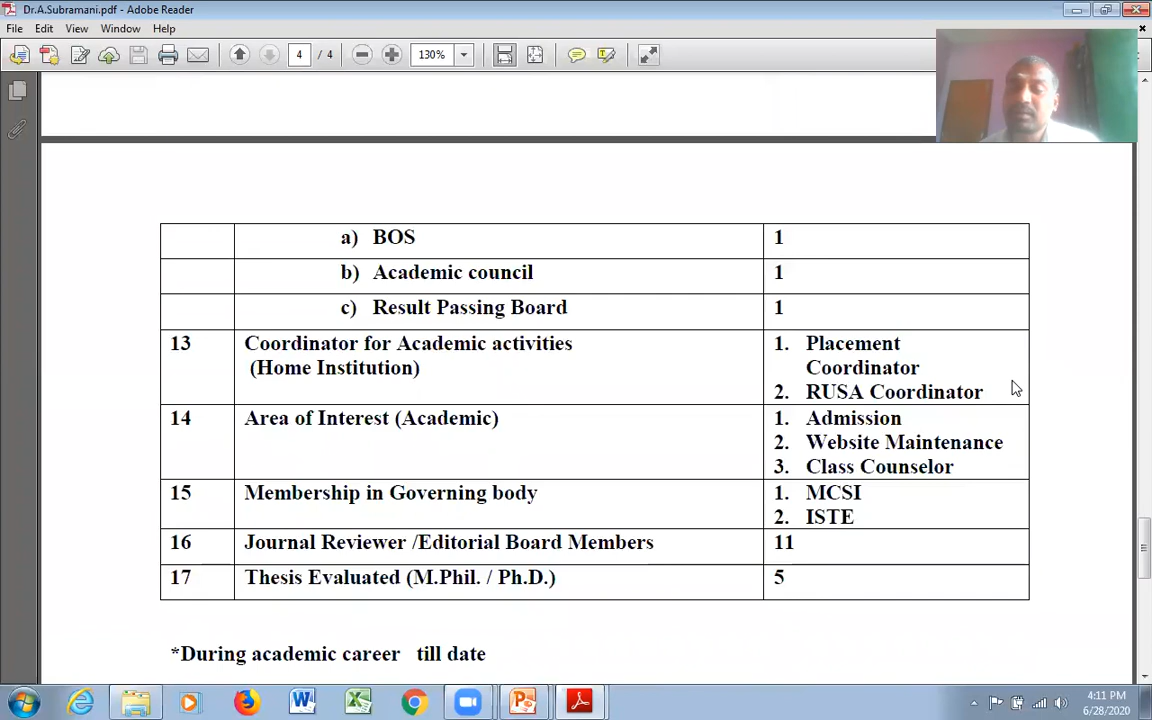 Dr.A.Subramani.pdf - Adobe Reader
File Edit View Window Help
4 / 4 130%
a) BOS 1
b) Academic council 1
c) Result Passing Board 1
13 Coordinator for Academic activities 1. Placement
(Home Institution) Coordinator
2. RUSA Coordinator
14 Area of Interest (Academic) 1. Admission
2. Website Maintenance
3. Class Counselor
15 Membership in Governing body 1. MCSI
2. ISTE
16 Journal Reviewer /Editorial Board Members 11
17 Thesis Evaluated (M.Phil. / Ph.D.) 5
*During academic career till date
4:11 PM
6/28/2020